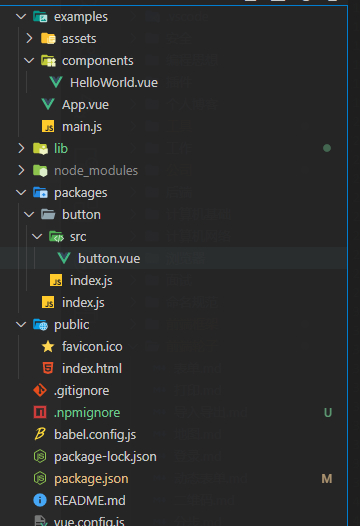 examples
assets
components
HelloWorld.vue
App.vue
main.js
lib
node_modules
packages
button
src
button.vue
index.js
index.js
public
favicon.ico
index.html
.gitignore
.npmignore U
babel.config.js
package-lock.json
package.json M
README.md
vue.config.js